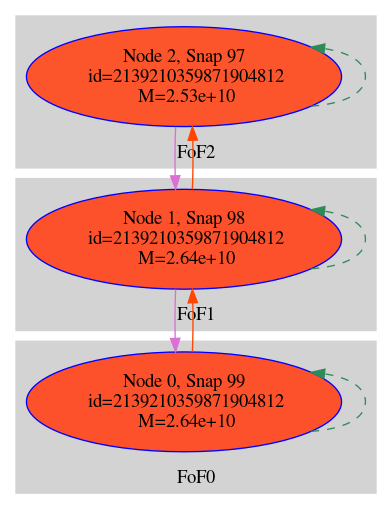 Node 2, Snap 97
id=2139210359871904812
M=2.53e+10
FoF2
Node 1, Snap 98
id=2139210359871904812
M=2.64e+10
FoF1
Node 0, Snap 99
id=2139210359871904812
M=2.64e+10
FoF0